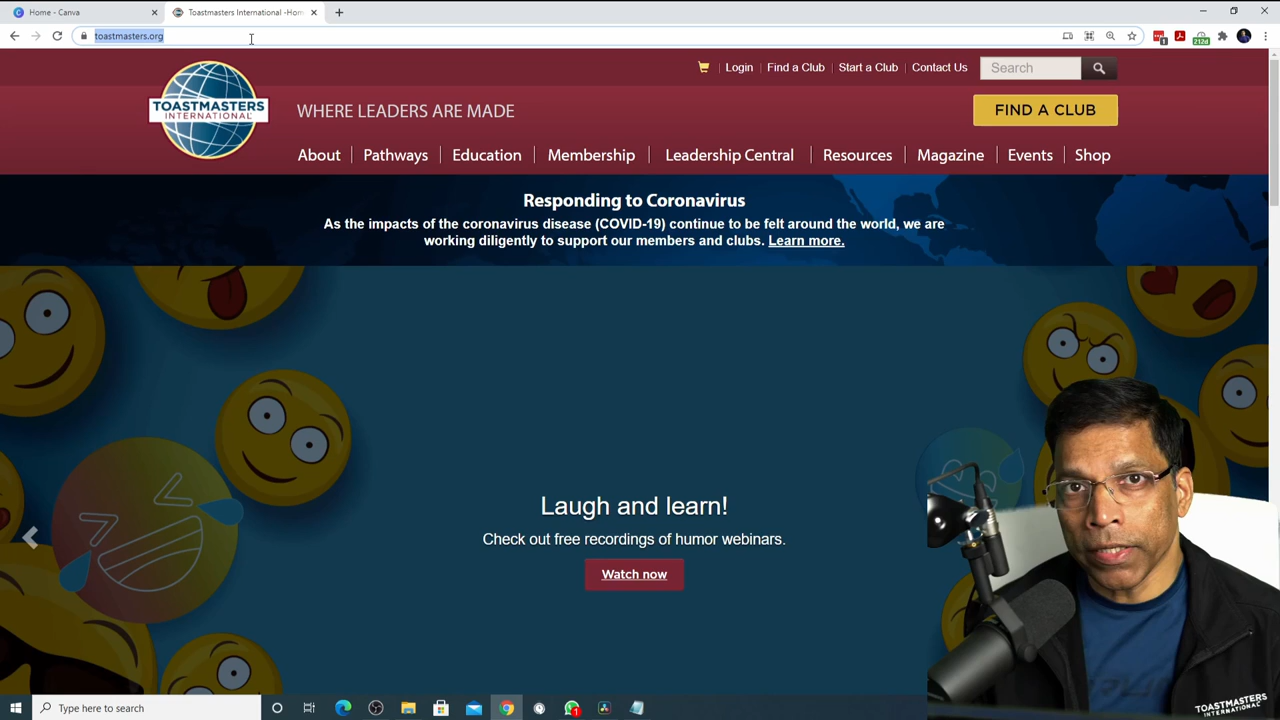 Home - Canva
Toastmasters International -Hom
toastmasters.org
1
212d
Login
Find a Club
Start a Club
Contact Us
Search
TOASTMASTERS
INTERNATIONAL
WHERE LEADERS ARE MADE
FIND A CLUB
About
Pathways
Education
Membership
Leadership Central
Resources
Magazine
Events
Shop
Responding to Coronavirus
As the impacts of the coronavirus disease (COVID-19) continue to be felt around the world, we are
working diligently to support our members and clubs. Learn more.
Laugh and learn!
Check out free recordings of humor webinars.
Watch now
TOASTMASTERS
INTERNATIONAL
Type here to search
1